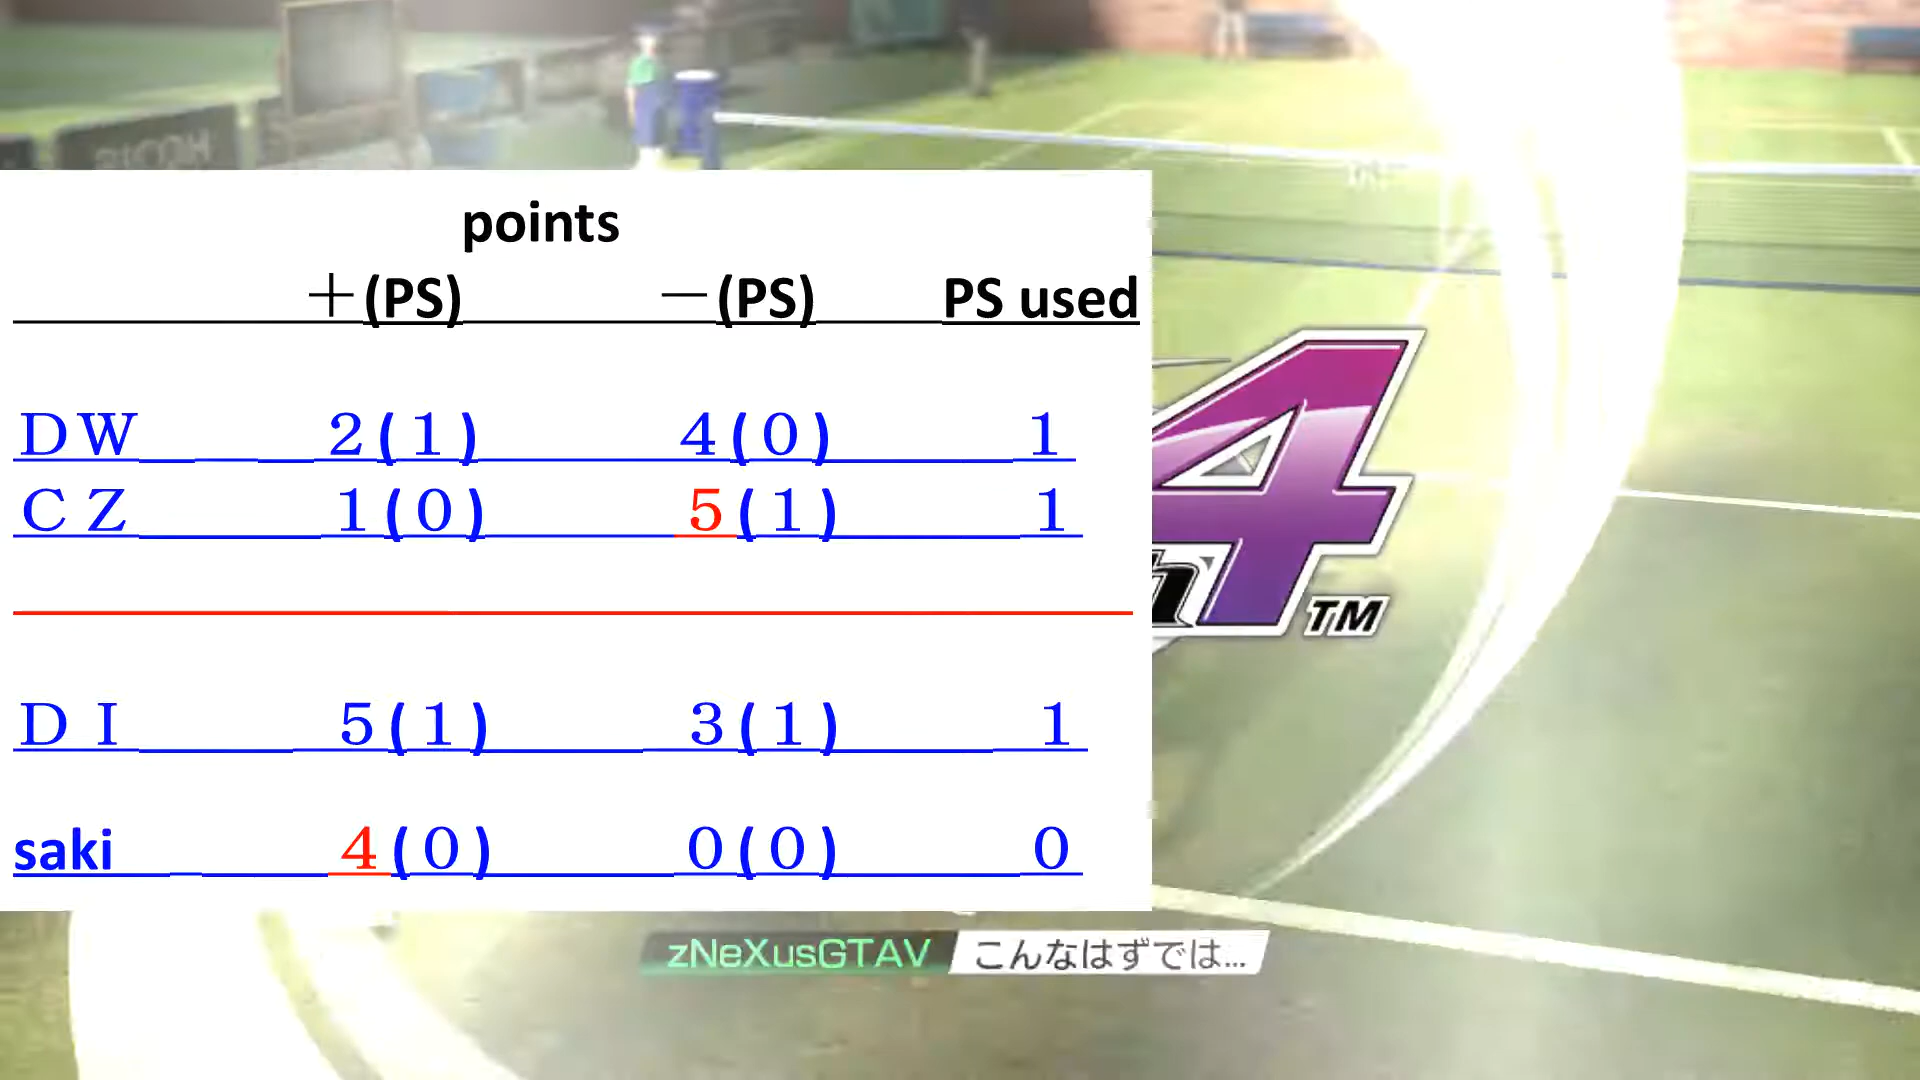 RICOH
points
＋(PS) －(PS) PS used
ＤＷ 2(1) 4(0) 1
ＣＺ 1(0) 5(1) 1
ＤＩ 5(1) 3(1) 1
saki 4(0) 0(0) 0
4
TM
zNeXusGTAV こんなはずでは...